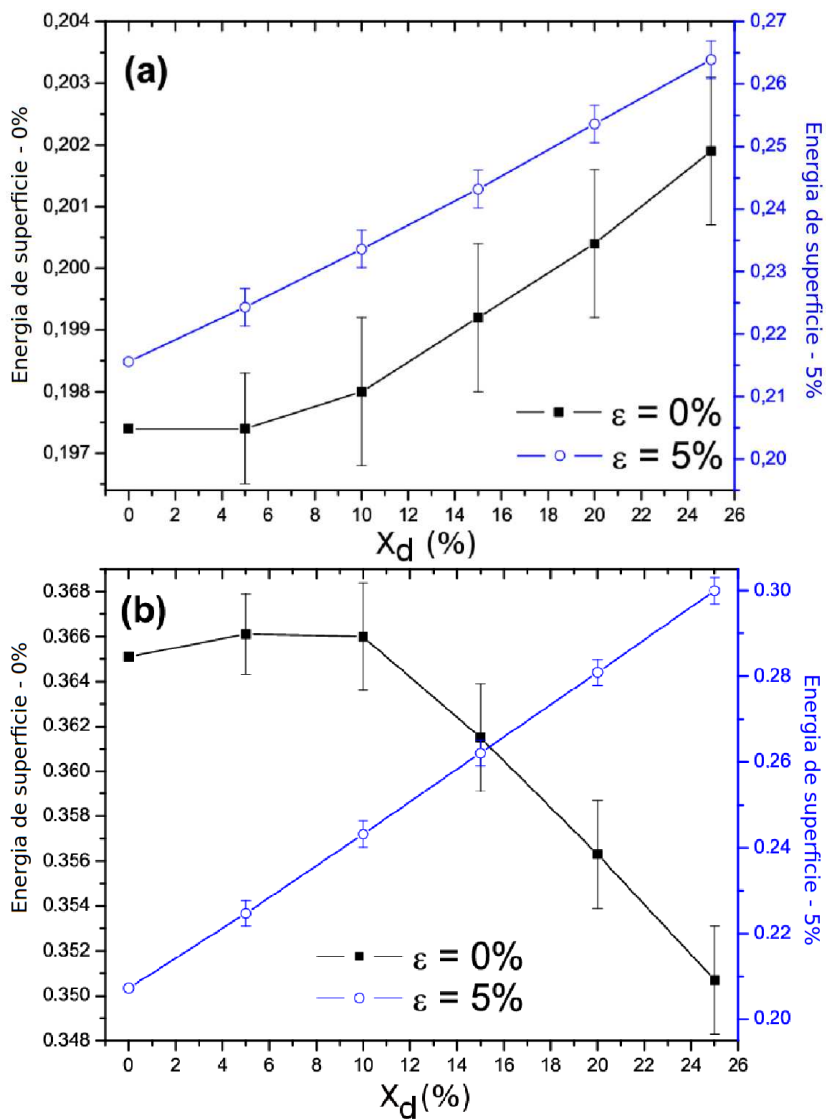 (a)
Energia de superficie - 0%
0,204
0,203
0,202
0,201
0,200
0,199
0,198
0,197
0,27
0,26
0,25
0,24
0,23
0,22
0,21
0,20
Energia de superficie - 5%
ε = 0%
ε = 5%
0 2 4 6 8 10 12 14 16 18 20 22 24 26
Xd (%)
(b)
Energia de superficie - 0%
0.368
0.366
0.364
0.362
0.360
0.358
0.356
0.354
0.352
0.350
0.348
0.30
0.28
0.26
0.24
0.22
0.20
Energia de superficie - 5%
ε = 0%
ε = 5%
0 2 4 6 8 10 12 14 16 18 20 22 24 26
Xd(%)